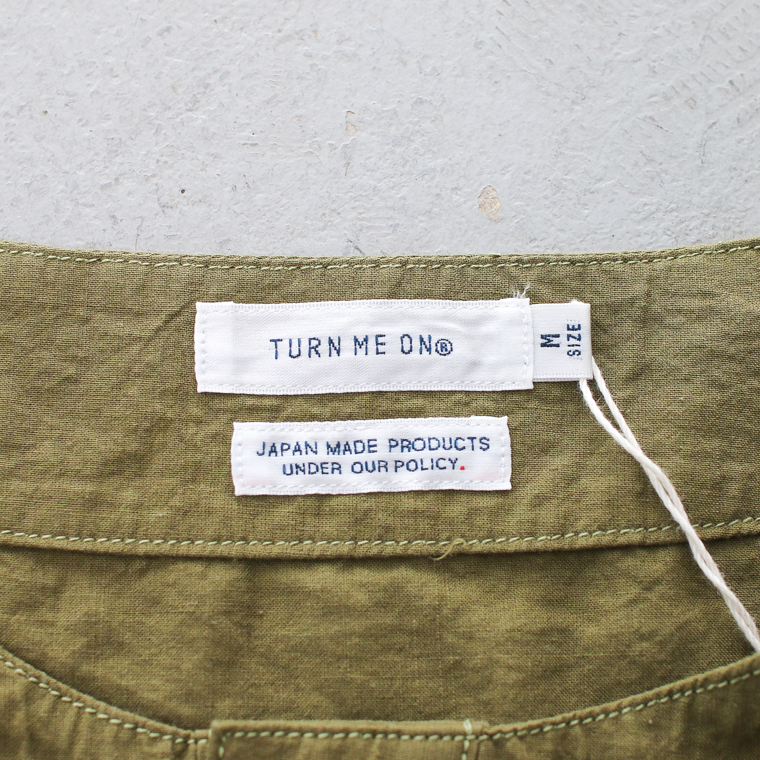 TURN ME ON®
M
SIZE
JAPAN MADE PRODUCTS
UNDER OUR POLICY.